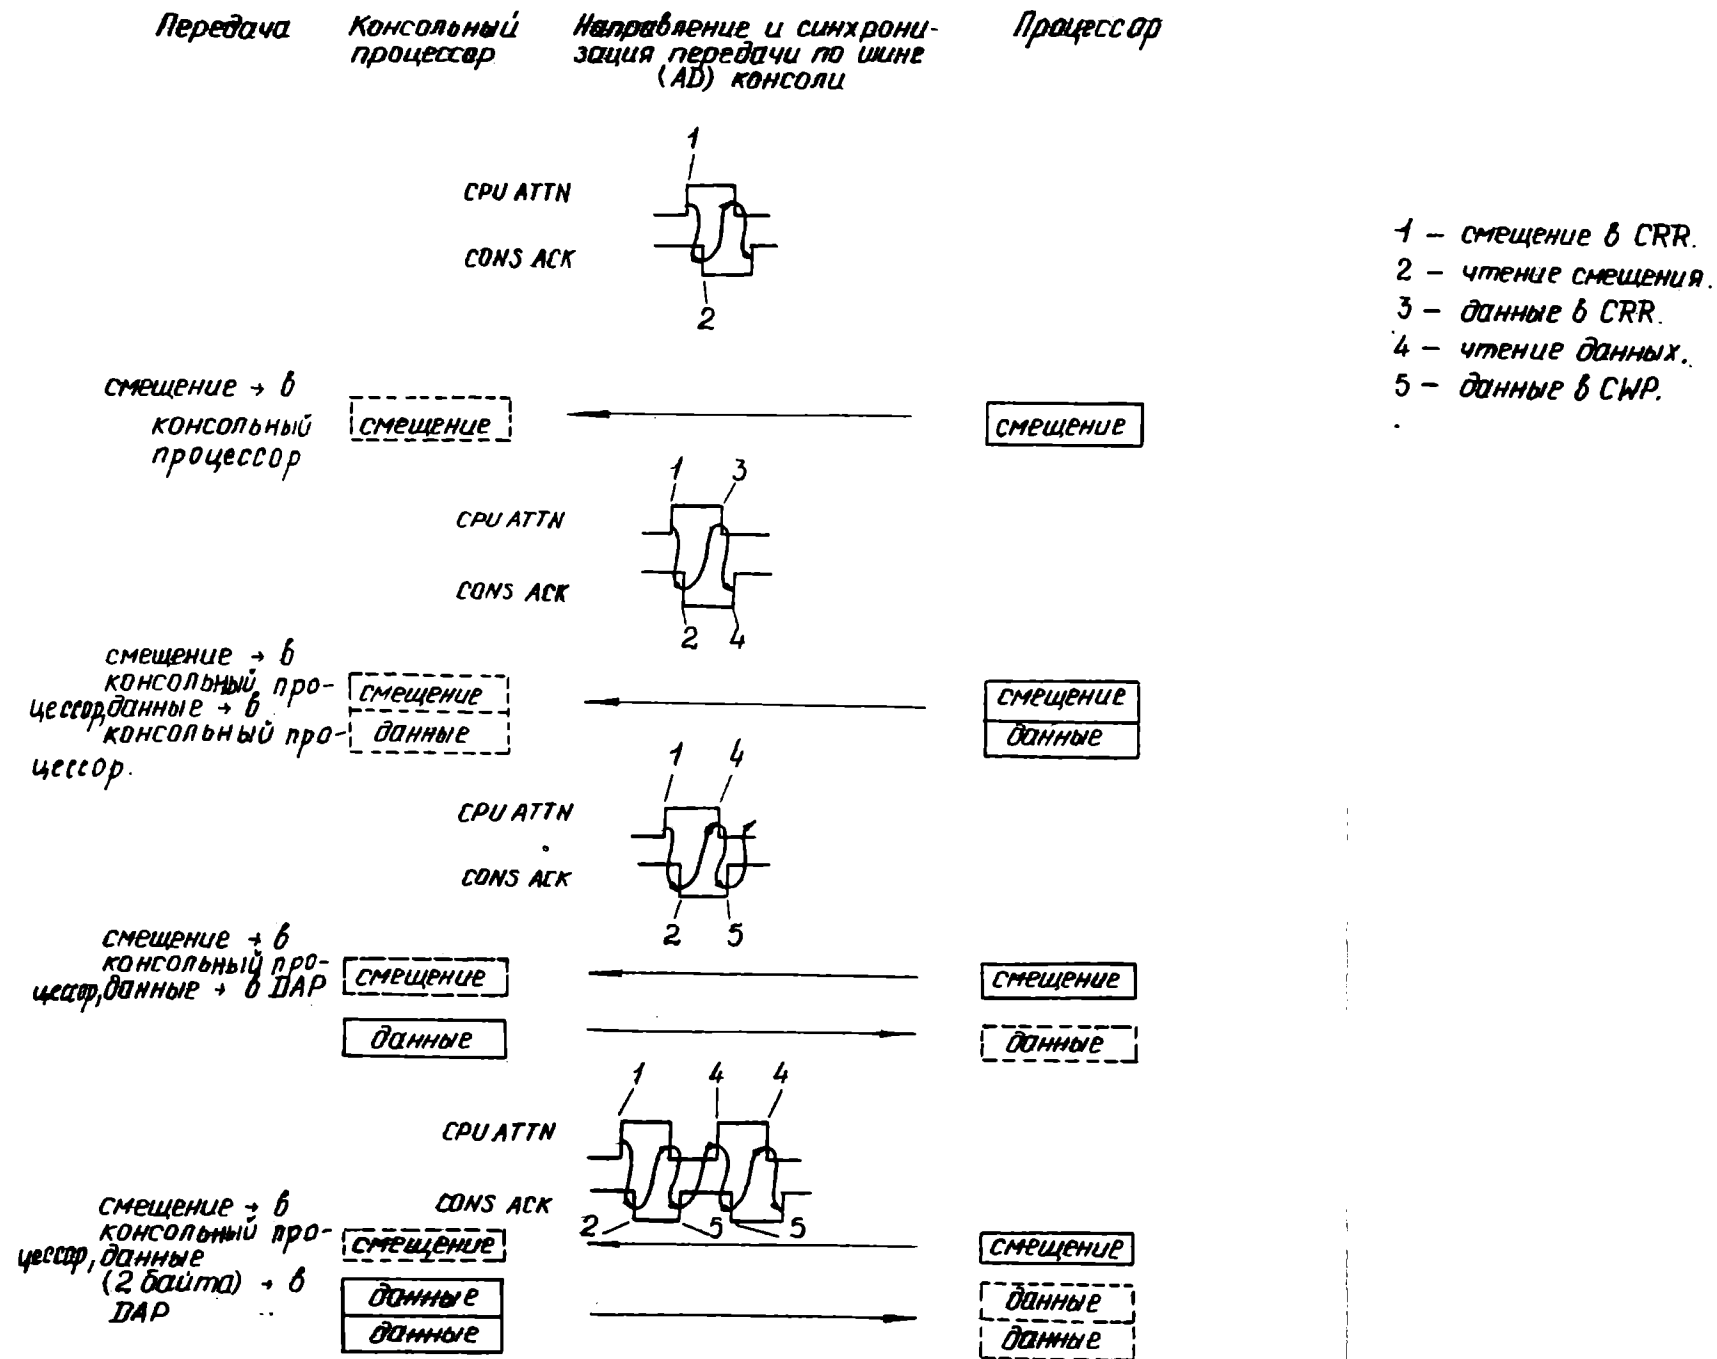 Передача
Консольный
процессор
Направление и синхрони-
зация передачи по шине
(AD) консоли
Процессор
1
CPU ATTN
CONS ACK
2
1 – смещение в CRR.
2 – чтение смещения.
3 – данные в CRR.
4 – чтение данных.
5 – данные в CWP.
смещение → в
консольный
процессор
смещение
смещение
1
3
CPU ATTN
CONS ACK
2
4
смещение → в
консольный про-
цессор, данные → в
консольный про-
цессор.
смещение
данные
смещение
данные
1
4
CPU ATTN
CONS ACK
2
5
смещение → в
консольный про-
цессор, данные → в DAP
смещение
данные
смещение
данные
1
4
4
CPU ATTN
CONS ACK
2
5
5
смещение → в
консольный про-
цессор, данные
(2 байта) → в
DAP
смещение
данные
данные
смещение
данные
данные